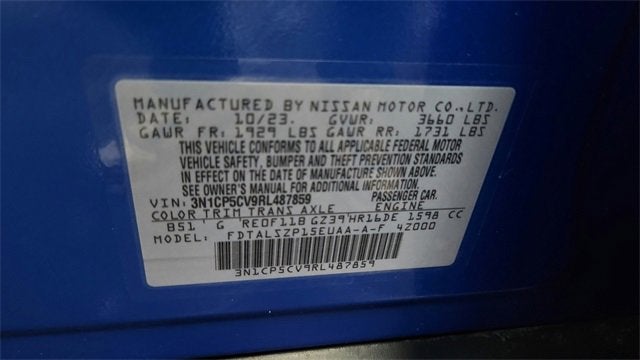 MANUFACTURED BY NISSAN MOTOR CO.,LTD.
DATE: 10/23. GVWR: 3660 LBS
GAWR FR: 1929 LBS GAWR RR: 1731 LBS
THIS VEHICLE CONFORMS TO ALL APPLICABLE FEDERAL MOTOR
VEHICLE SAFETY, BUMPER AND THEFT PREVENTION STANDARDS
IN EFFECT ON THE DATE OF MANUFACTURE SHOWN ABOVE.
SEE OWNER'S MANUAL FOR ADDITIONAL INFORMATION
VIN: 3N1CP5CV9RL487859 PASSENGER CAR.
COLOR TRIM TRANS AXLE ENGINE
B51' G RE0F11B GZ39'HR16DE 1598 CC
MODEL: FDTALSZP15EUAA-A-F 4Z000
3N1CP5CV9RL487859